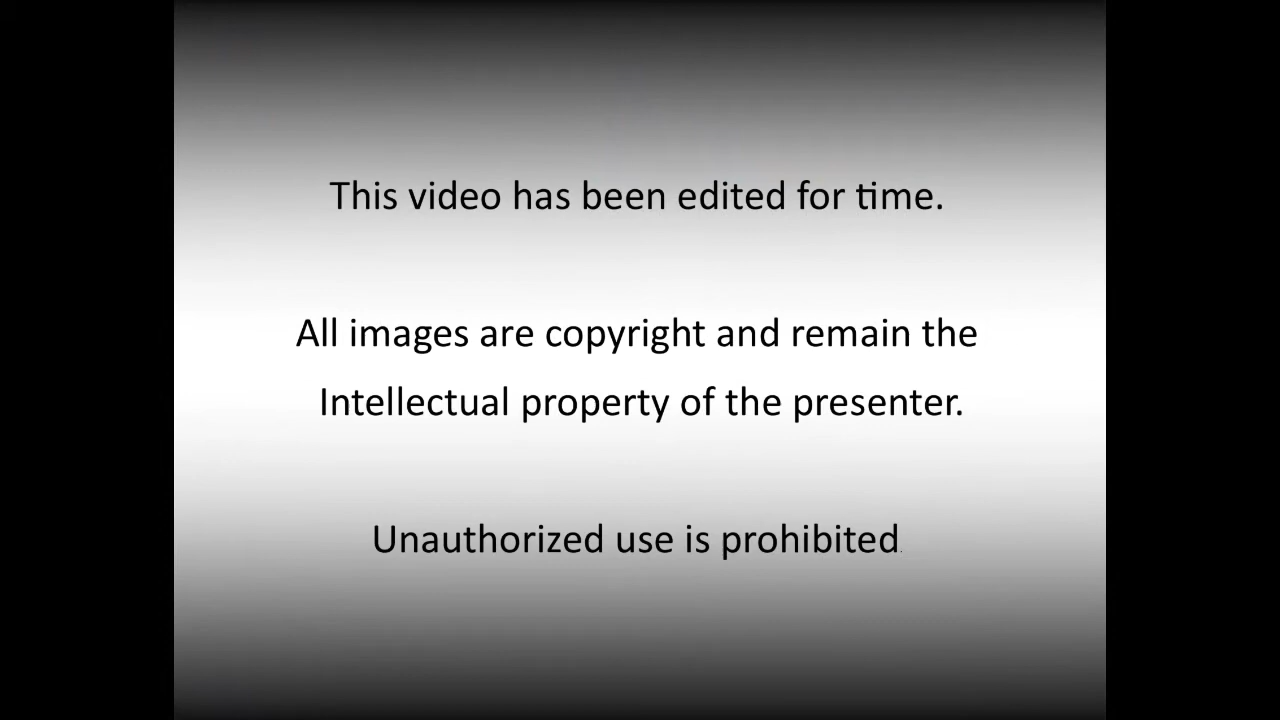 This video has been edited for time.
All images are copyright and remain the
Intellectual property of the presenter.
Unauthorized use is prohibited.